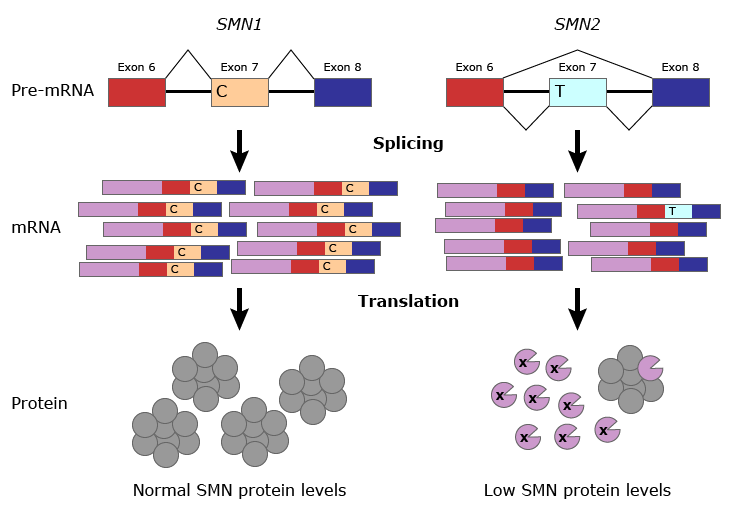 SMN1 SMN2
Exon 6 Exon 7 Exon 8 Exon 6 Exon 7 Exon 8
Pre-mRNA C T
Splicing
C C
C C T
mRNA C C
C C
C C
Translation
x x
x x x
Protein
x x x
Normal SMN protein levels Low SMN protein levels